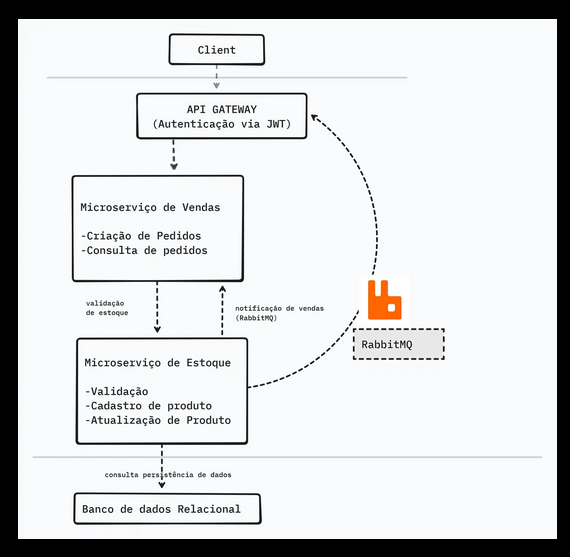 Client
API GATEWAY
(Autenticação via JWT)
Microserviço de Vendas
-Criação de Pedidos
-Consulta de pedidos
validação
de estoque
notificação de vendas
(RabbitMQ)
RabbitMQ
Microserviço de Estoque
-Validação
-Cadastro de produto
-Atualização de Produto
consulta persistência de dados
Banco de dados Relacional